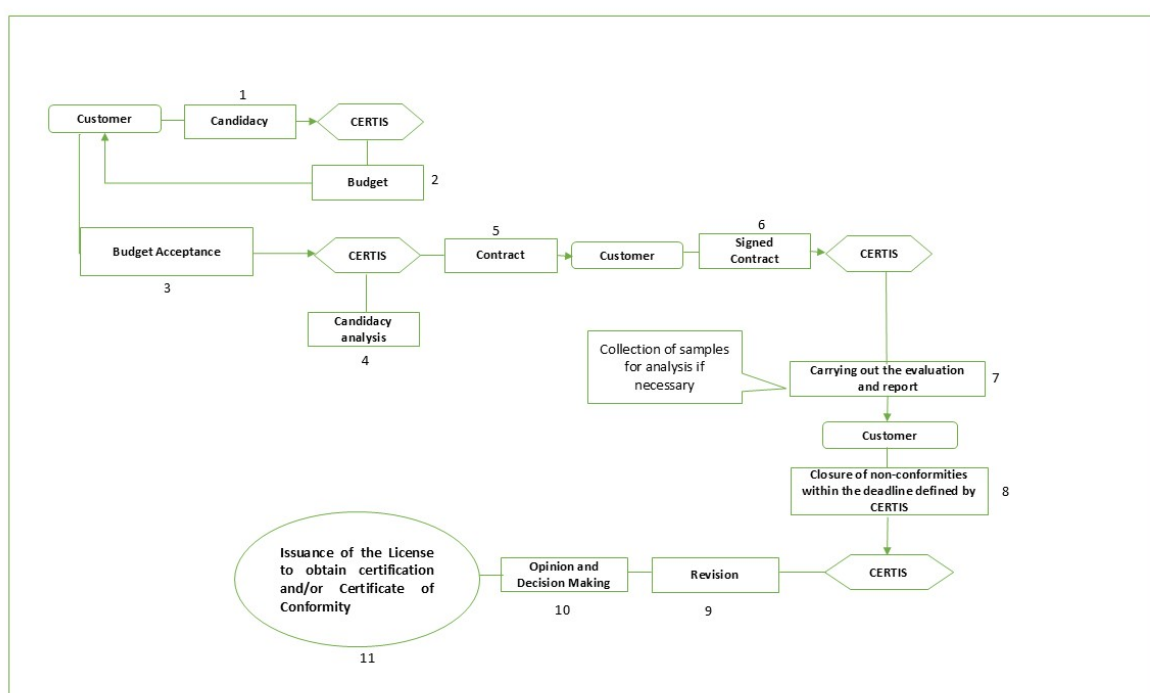 1
Customer
Candidacy
CERTIS
Budget
2
Budget Acceptance
3
CERTIS
Candidacy
analysis
4
5
Contract
Customer
6
Signed
Contract
CERTIS
Collection of samples
for analysis if
necessary
Carrying out the evaluation
and report
7
Customer
Closure of non-conformities
within the deadline defined by
CERTIS
8
CERTIS
Revision
9
Opinion and
Decision Making
10
Issuance of the License
to obtain certification
and/or Certificate of
Conformity
11